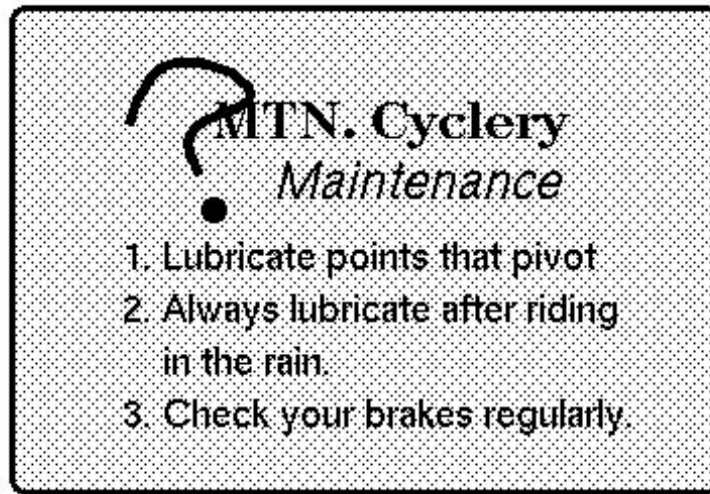 MTN. Cyclery
Maintenance
1. Lubricate points that pivot
2. Always lubricate after riding
in the rain.
3. Check your brakes regularly.